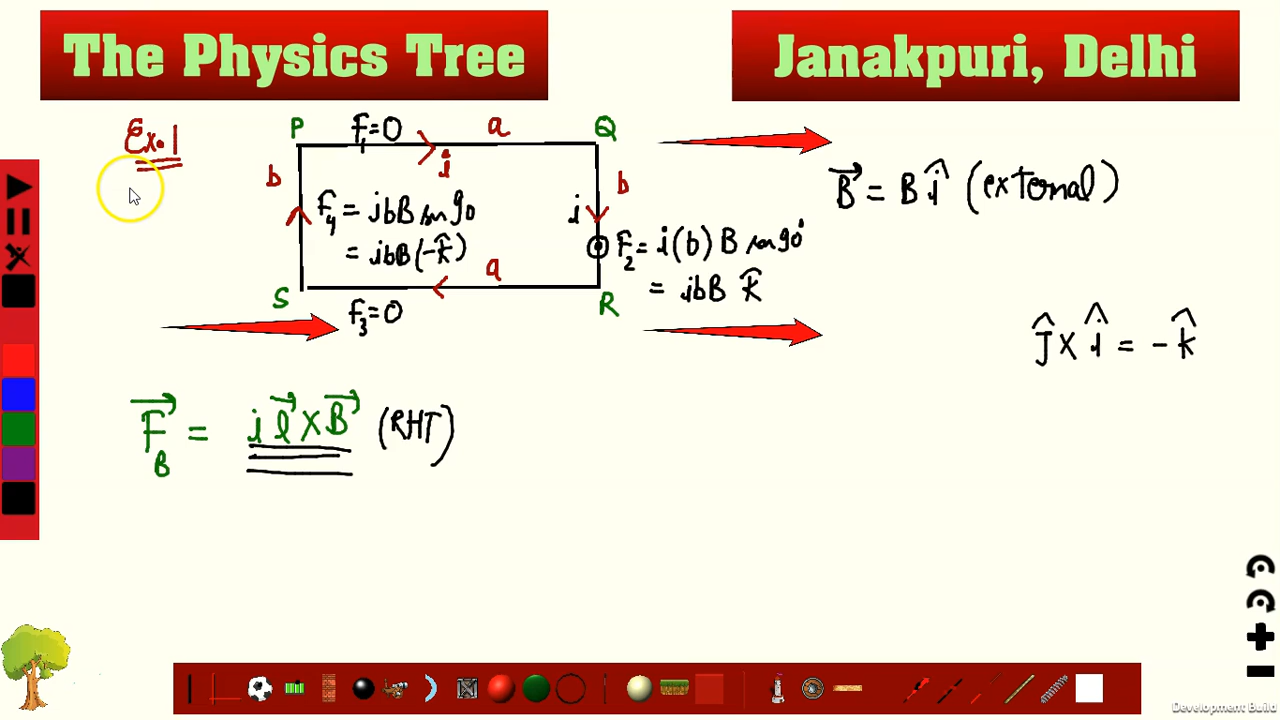 The Physics Tree
Janakpuri, Delhi
Ex.1
P
F₁=0
a
Q
i
b
b
i
B⃗ = B î (external)
F₄ = ibB sin90
= ibB(-k̂)
F₂ = i(b) B sin90°
= ibB k̂
a
S
F₃=0
R
ĵ x î = - k̂
F⃗_B = i l⃗ x B⃗ (RHT)
Development Build